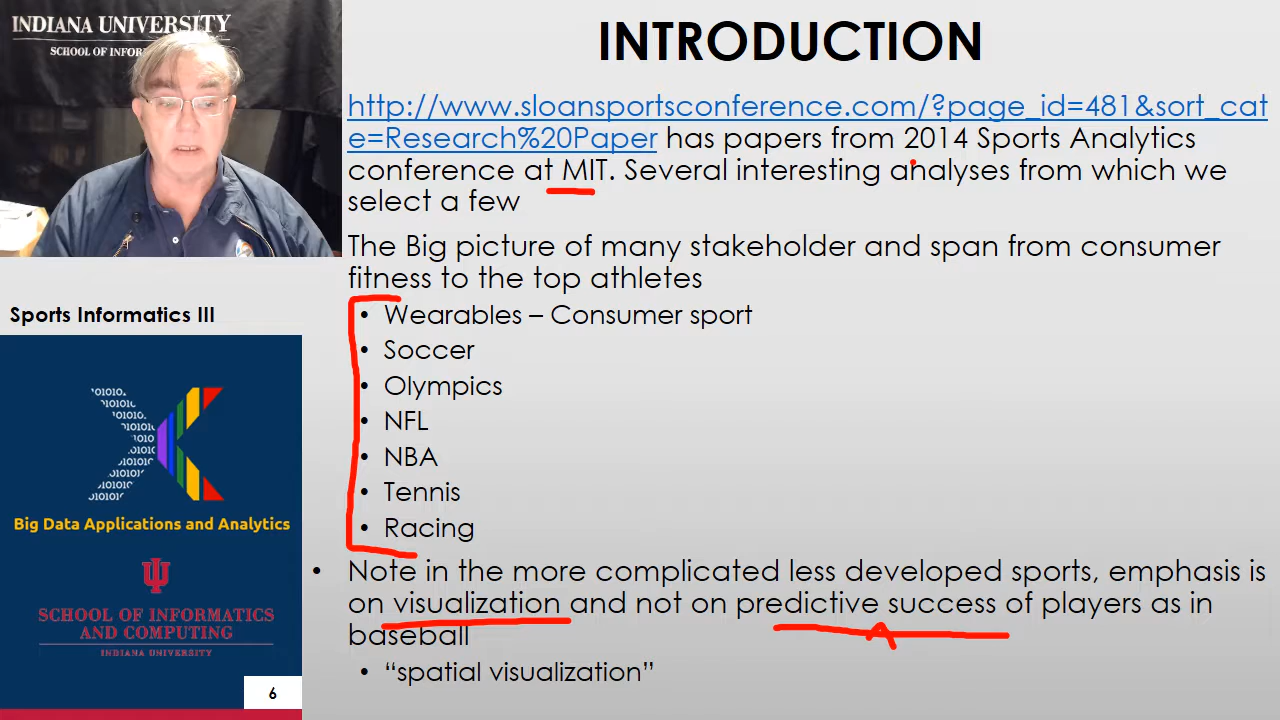 INDIANA UNIVERSITY
SCHOOL OF INFOR
INTRODUCTION
http://www.sloansportsconference.com/?page_id=481&sort_cat
e=Research%20Paper has papers from 2014 Sports Analytics
conference at MIT. Several interesting analyses from which we
select a few
The Big picture of many stakeholder and span from consumer
fitness to the top athletes
• Wearables – Consumer sport
• Soccer
• Olympics
• NFL
• NBA
• Tennis
• Racing
• Note in the more complicated less developed sports, emphasis is
on visualization and not on predictive success of players as in
baseball
• “spatial visualization”
Sports Informatics III
Big Data Applications and Analytics
SCHOOL OF INFORMATICS
AND COMPUTING
INDIANA UNIVERSITY
6